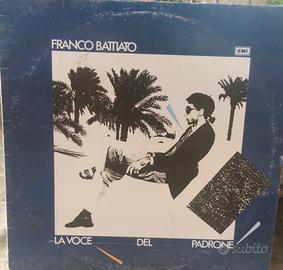 FRANCO BATTIATO
EMI
LA VOCE DEL PADRONE
subito